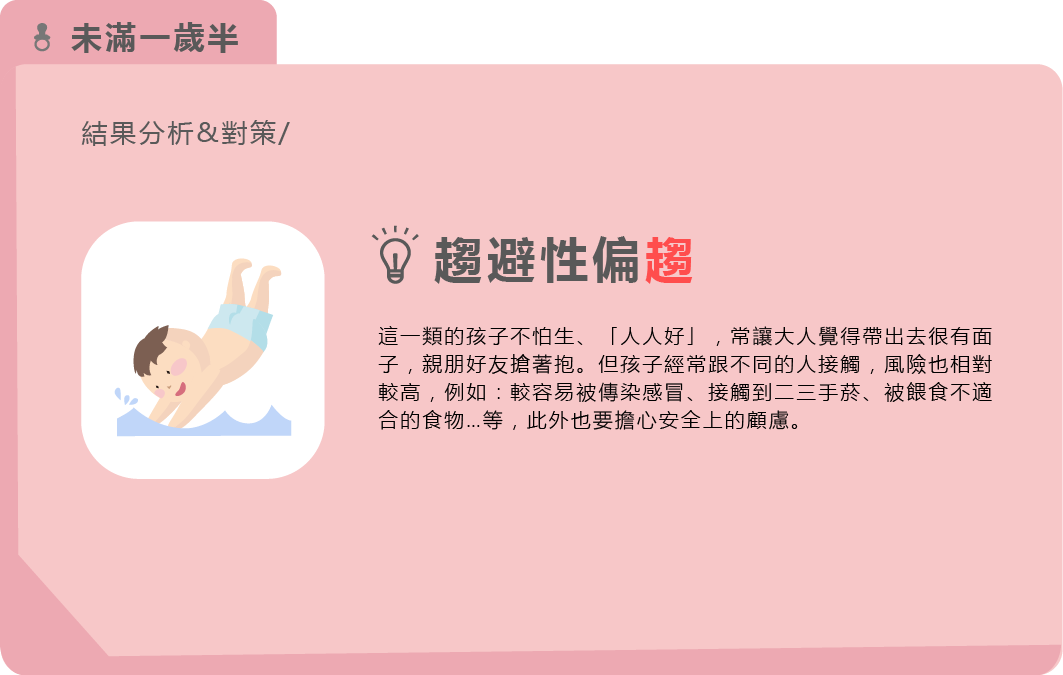 未滿一歲半
結果分析&對策/
趨避性偏趨
這一類的孩子不怕生、「人人好」，常讓大人覺得帶出去很有面
子，親朋好友搶著抱。但孩子經常跟不同的人接觸，風險也相對
較高，例如：較容易被傳染感冒、接觸到二三手菸、被餵食不適
合的食物...等，此外也要擔心安全上的顧慮。